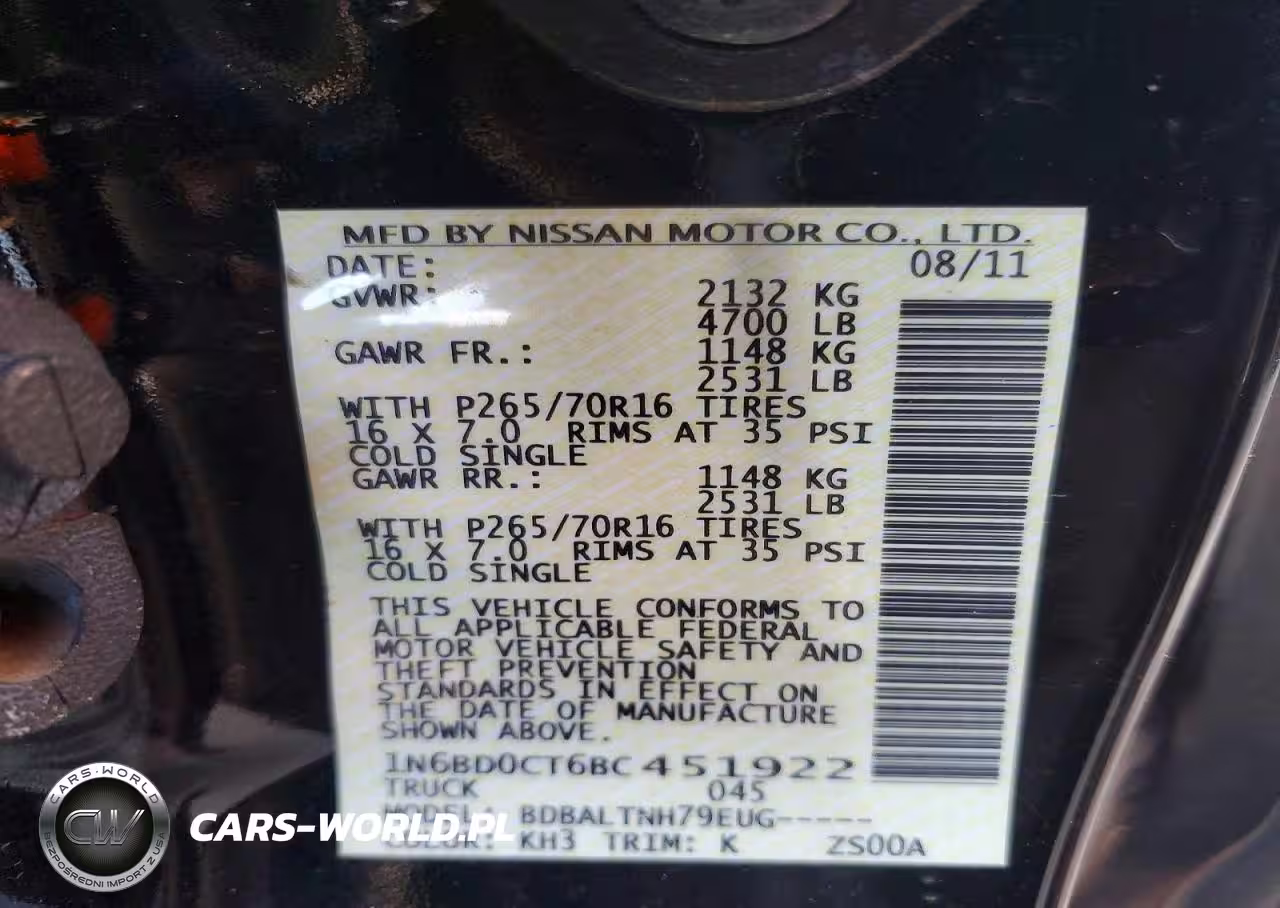 MFD BY NISSAN MOTOR CO., LTD.
DATE: 08/11
GVWR: 2132 KG
4700 LB
GAWR FR.: 1148 KG
2531 LB
WITH P265/70R16 TIRES
16 X 7.0 RIMS AT 35 PSI
COLD SINGLE
GAWR RR.: 1148 KG
2531 LB
WITH P265/70R16 TIRES
16 X 7.0 RIMS AT 35 PSI
COLD SINGLE
THIS VEHICLE CONFORMS TO
ALL APPLICABLE FEDERAL
MOTOR VEHICLE SAFETY AND
THEFT PREVENTION
STANDARDS IN EFFECT ON
THE DATE OF MANUFACTURE
SHOWN ABOVE.
1N6BD0CT6BC451922
TRUCK 045
MODEL: BDBALTNH79EUG-----
COLOR: KH3 TRIM: K ZS00A
CARS-WORLD
CW
BEZPOŚREDNI IMPORT Z USA
CARS-WORLD.PL